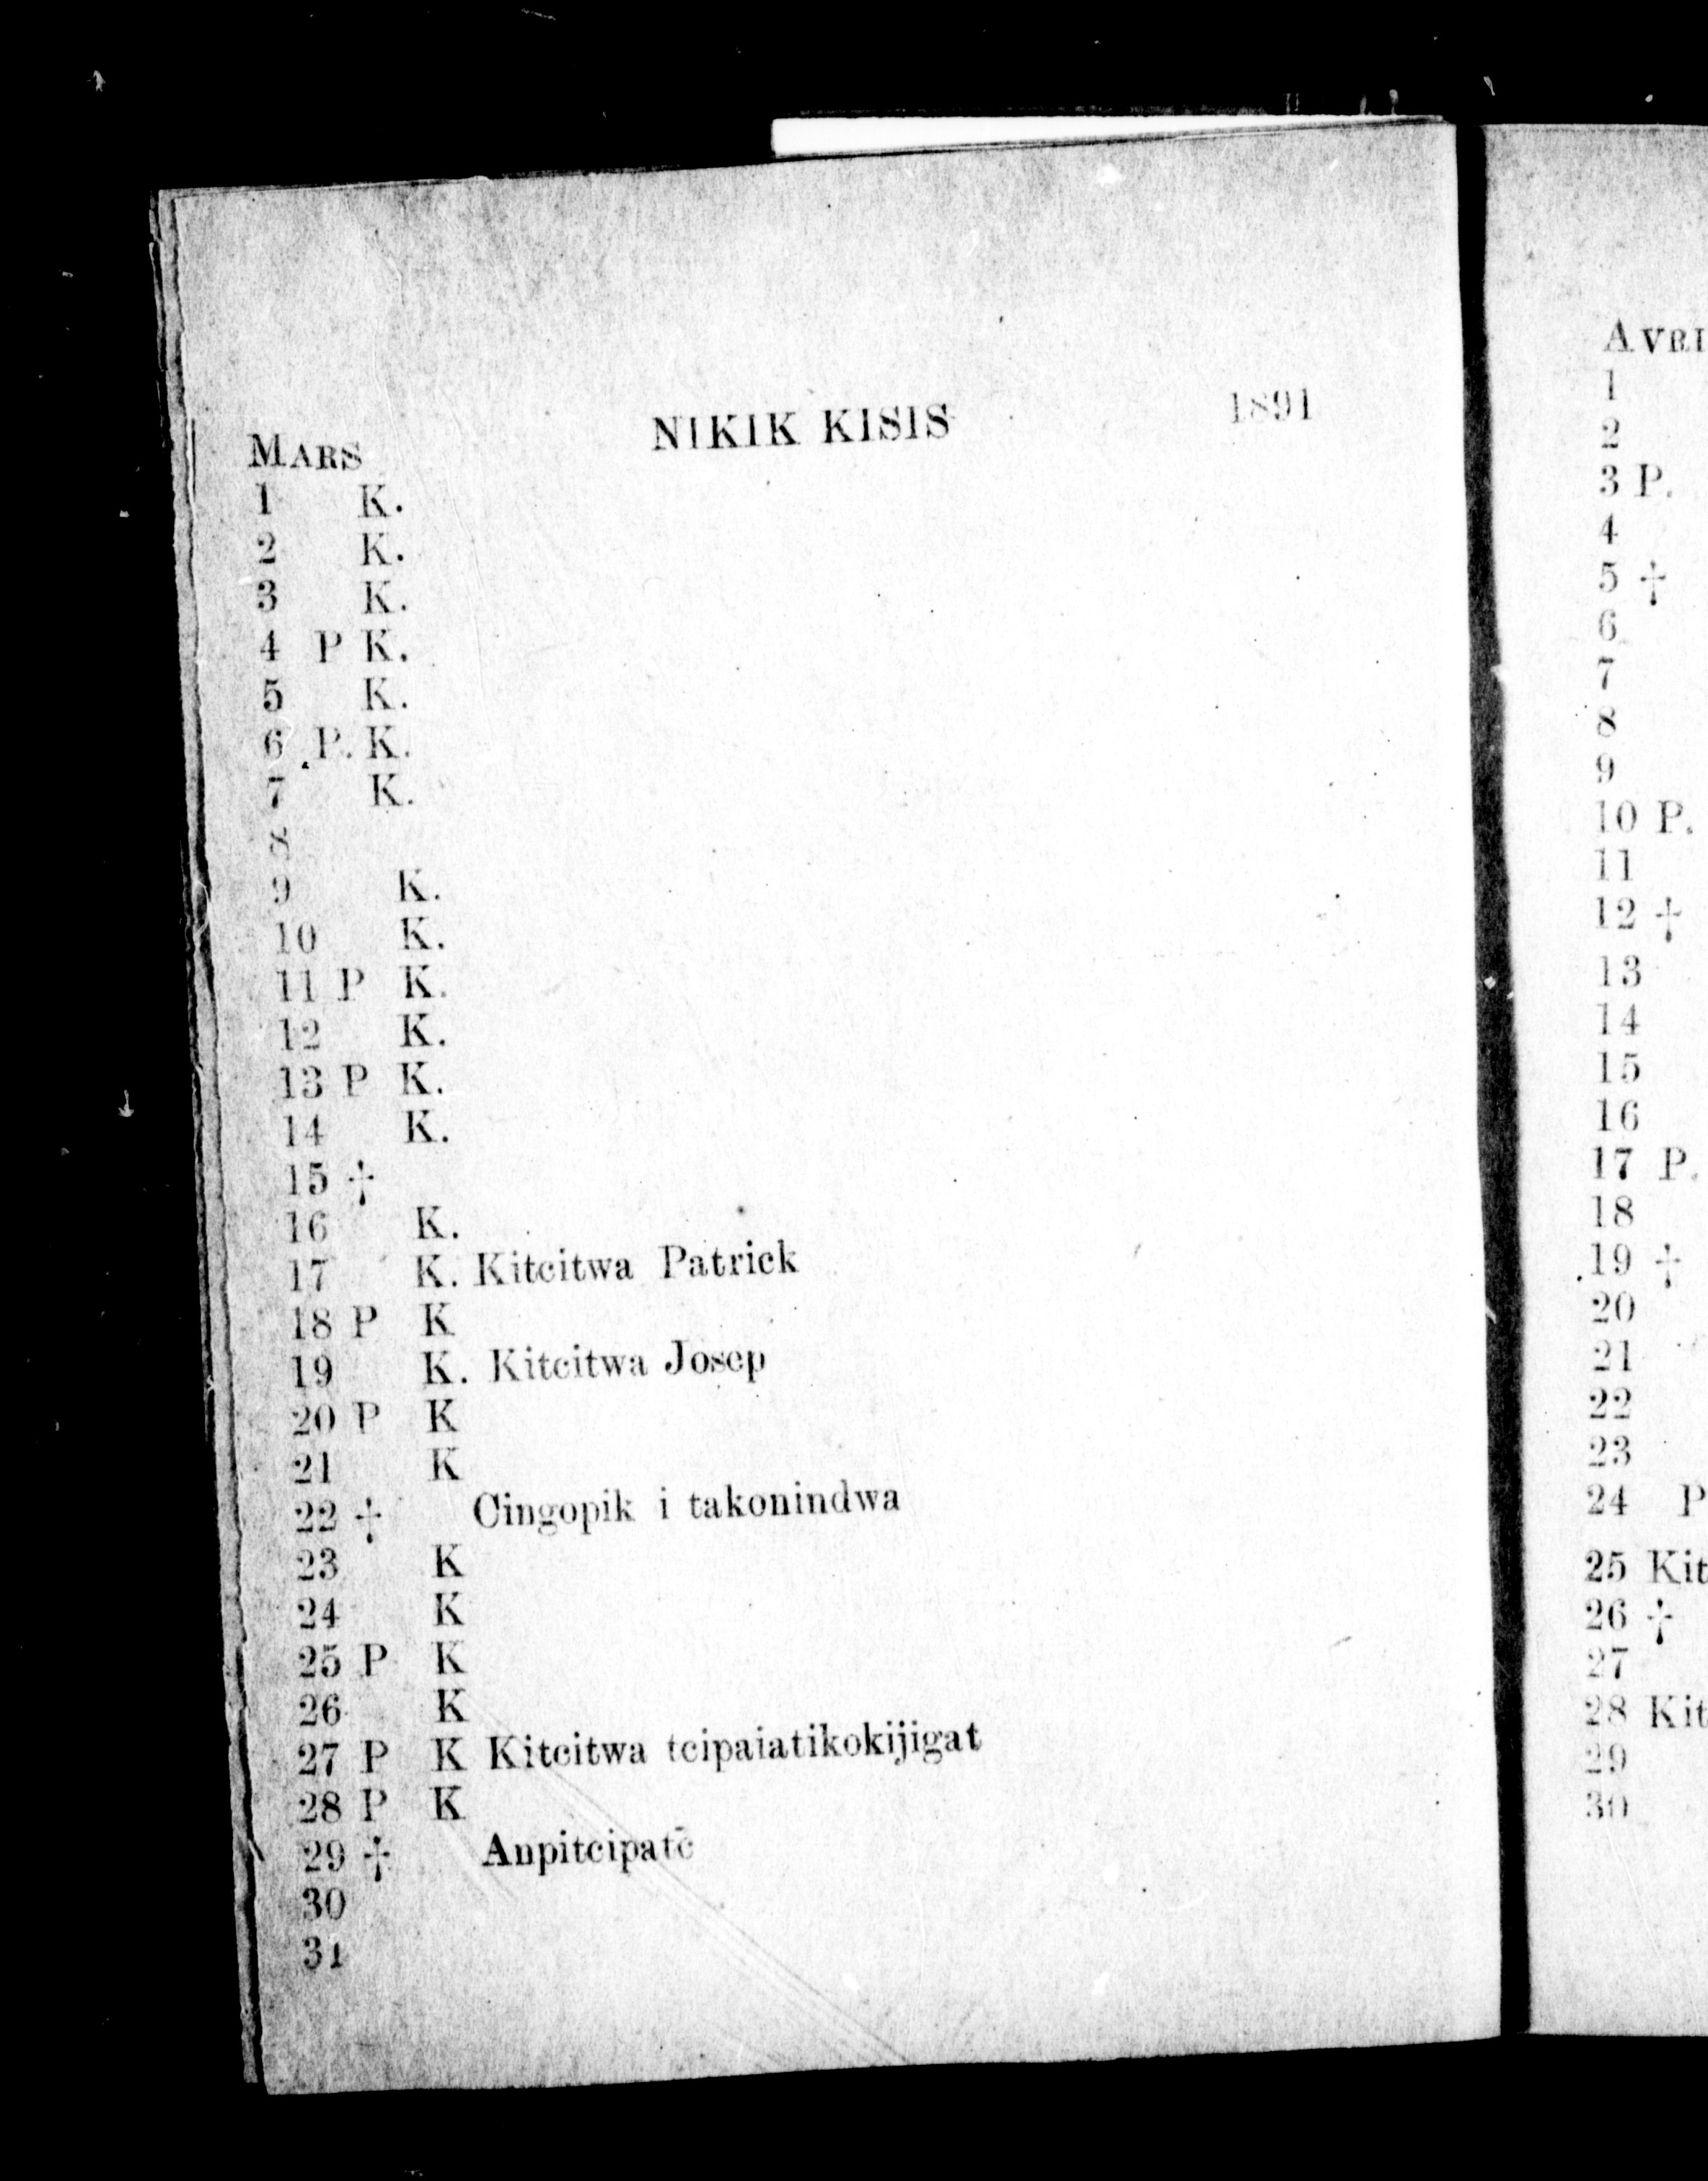 MARS NIKIK KISIS 1891
1 K.
2 K.
3 K.
4 P K.
5 K.
6 P. K.
7 K.
8
9 K.
10 K.
11 P K.
12 K.
13 P K.
14 K.
15 †
16 K.
17 K. Kitcitwa Patrick
18 P K
19 K. Kitcitwa Josep
20 P K
21 K
22 † Cingopik i takonindwa
23 K
24 K
25 P K
26 K
27 P K Kitcitwa tcipaiatikokijigat
28 P K
29 † Anpitcipatc
30
31
AVRI
1
2
3 P.
4
5 †
6
7
8
9
10 P.
11
12 †
13
14
15
16
17 P.
18
19 †
20
21
22
23
24 P
25 Kit
26 †
27
28 Kit
29
30